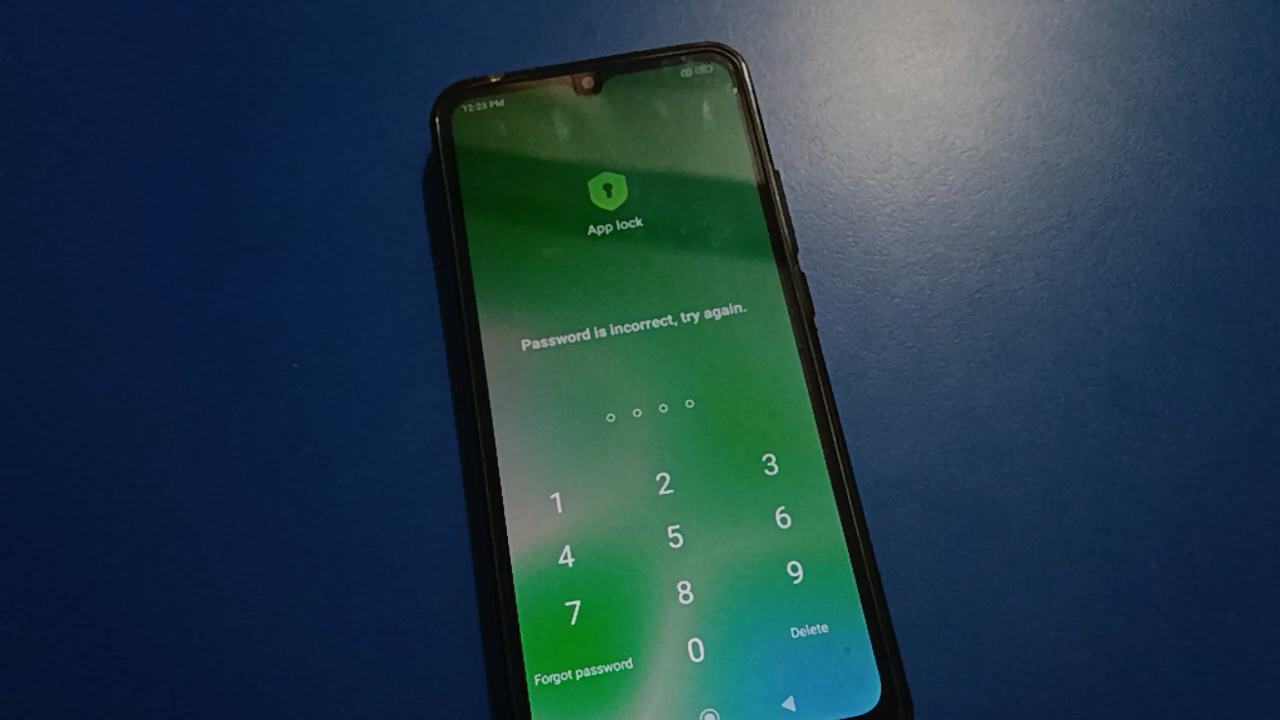 12:23 PM
App lock
Password is incorrect, try again.
1 2 3
4 5 6
7 8 9
Forgot password 0 Delete